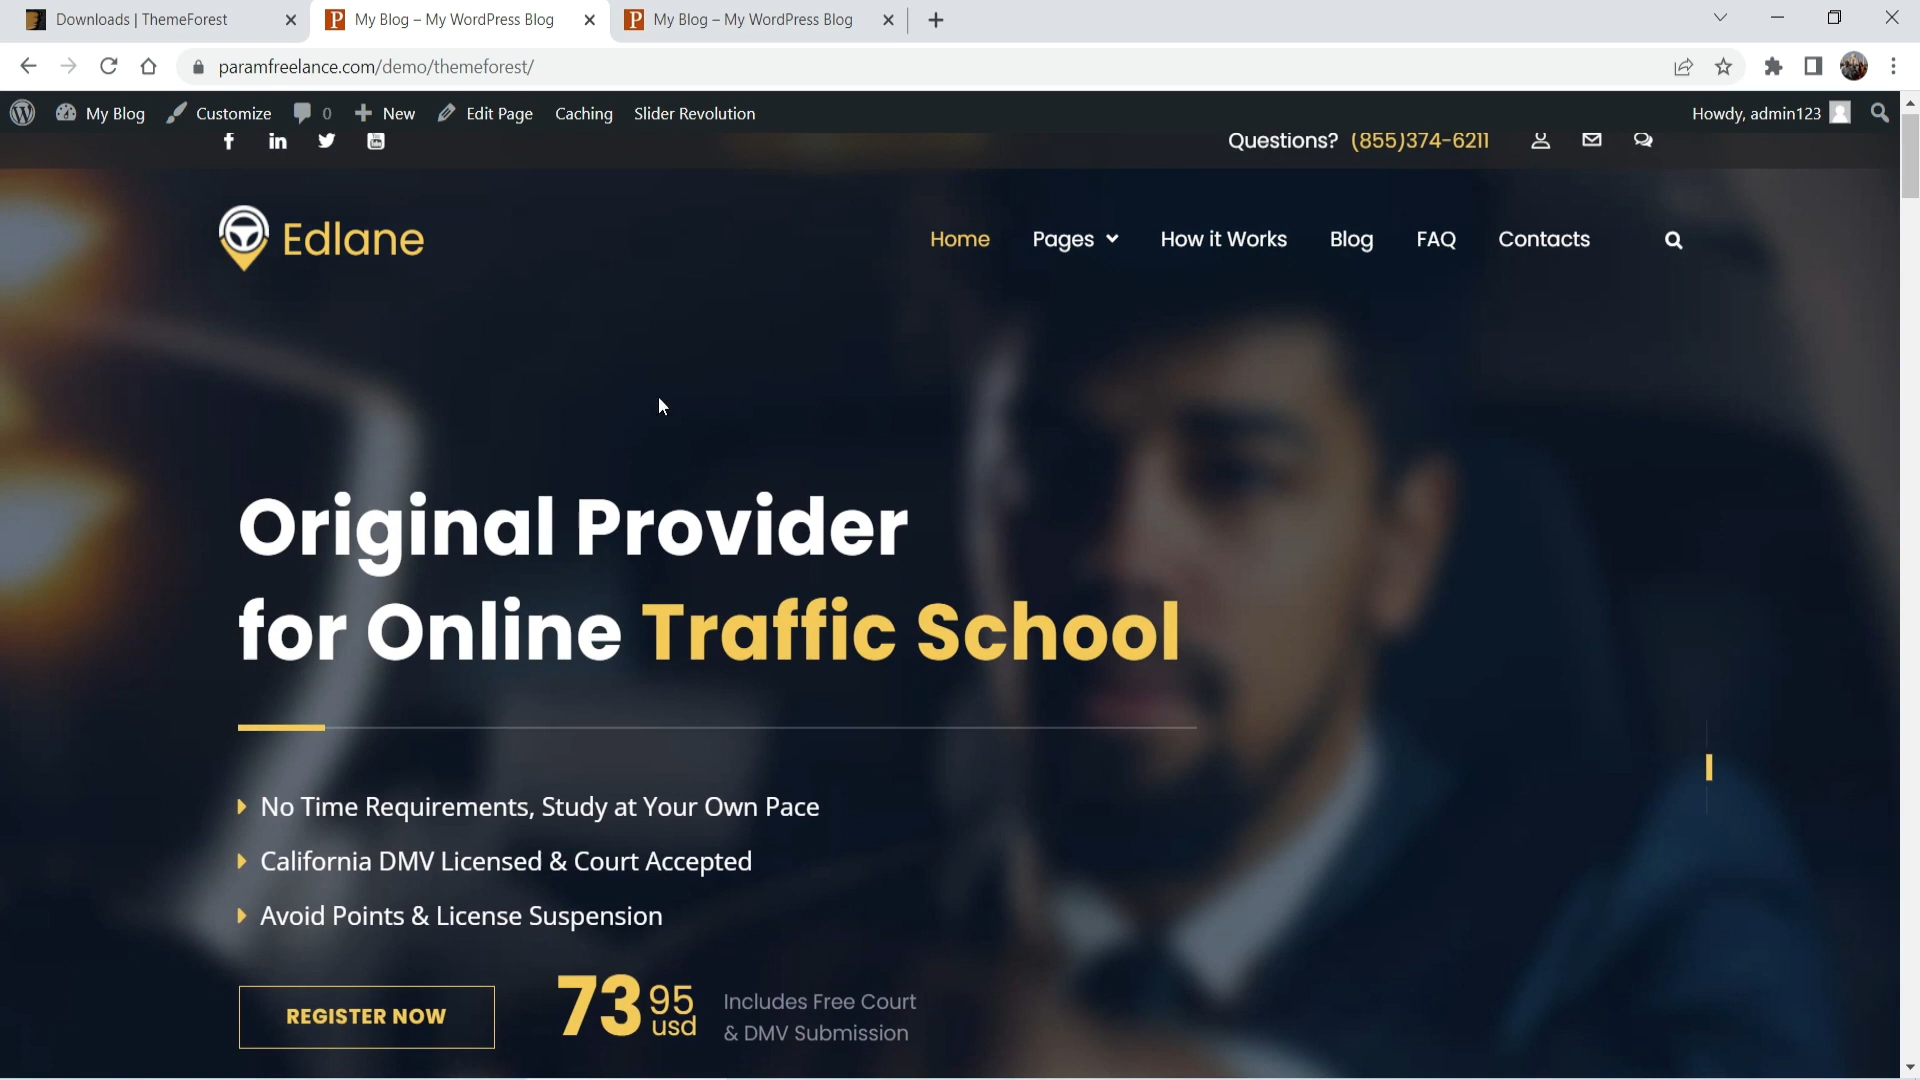 Downloads | ThemeForest
My Blog – My WordPress Blog
My Blog – My WordPress Blog
paramfreelance.com/demo/themeforest/
My Blog Customize 0 New Edit Page Caching Slider Revolution Howdy, admin123
Questions? (855)374-6211
Edlane
Home Pages How it Works Blog FAQ Contacts
Original Provider
for Online Traffic School
No Time Requirements, Study at Your Own Pace
California DMV Licensed & Court Accepted
Avoid Points & License Suspension
REGISTER NOW
73 95 usd
Includes Free Court
& DMV Submission